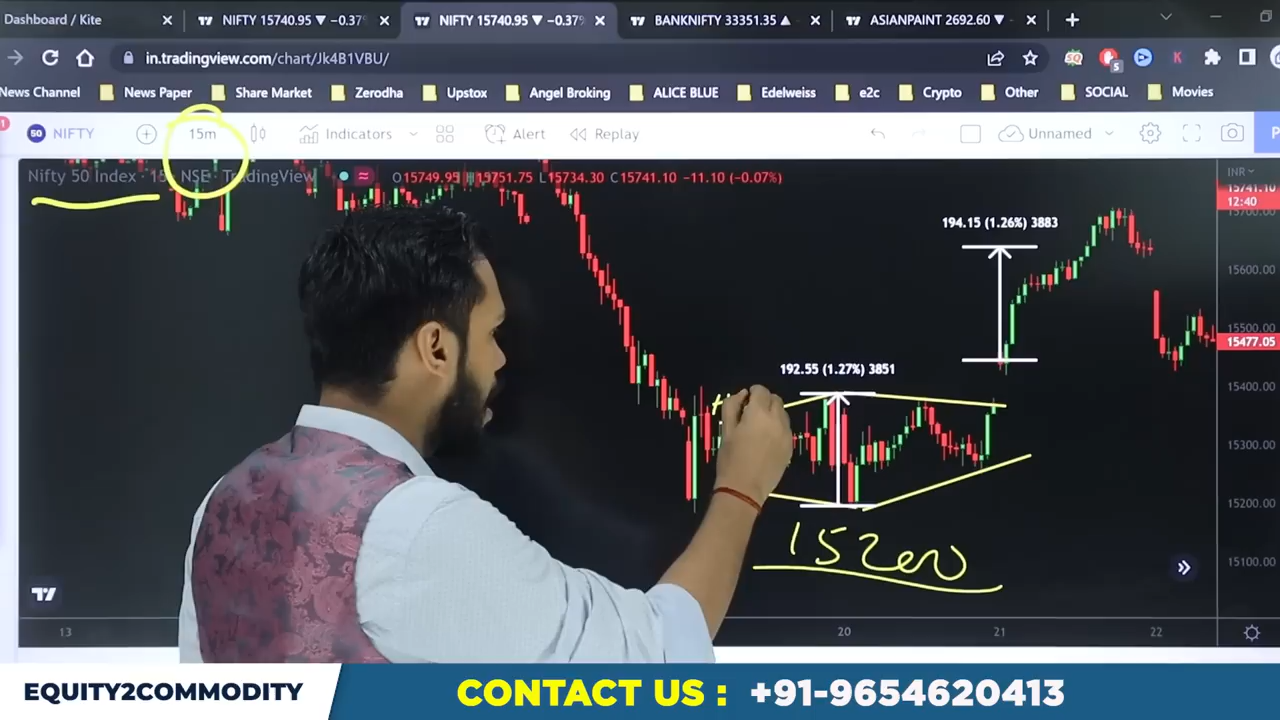 Dashboard / Kite
NIFTY 15740.95 ▼ −0.37%
NIFTY 15740.95 ▼ −0.37%
BANKNIFTY 33351.35 ▲
ASIANPAINT 2692.60 ▼
in.tradingview.com/chart/Jk4B1VBU/
News Channel News Paper Share Market Zerodha Upstox Angel Broking ALICE BLUE Edelweiss e2c Crypto Other SOCIAL Movies
50 NIFTY 15m Indicators Alert Replay Unnamed P
Nifty 50 Index · NSE TradingView O15749.95 H15751.75 L15734.30 C15741.10 −11.10 (−0.07%)
INR
15741.10
12:40
15700.00
194.15 (1.26%) 3883
15600.00
15500.00
15477.05
192.55 (1.27%) 3851
15400.00
15300.00
15200.00
15100.00
13 20 21 22
EQUITY2COMMODITY
CONTACT US : +91-9654620413